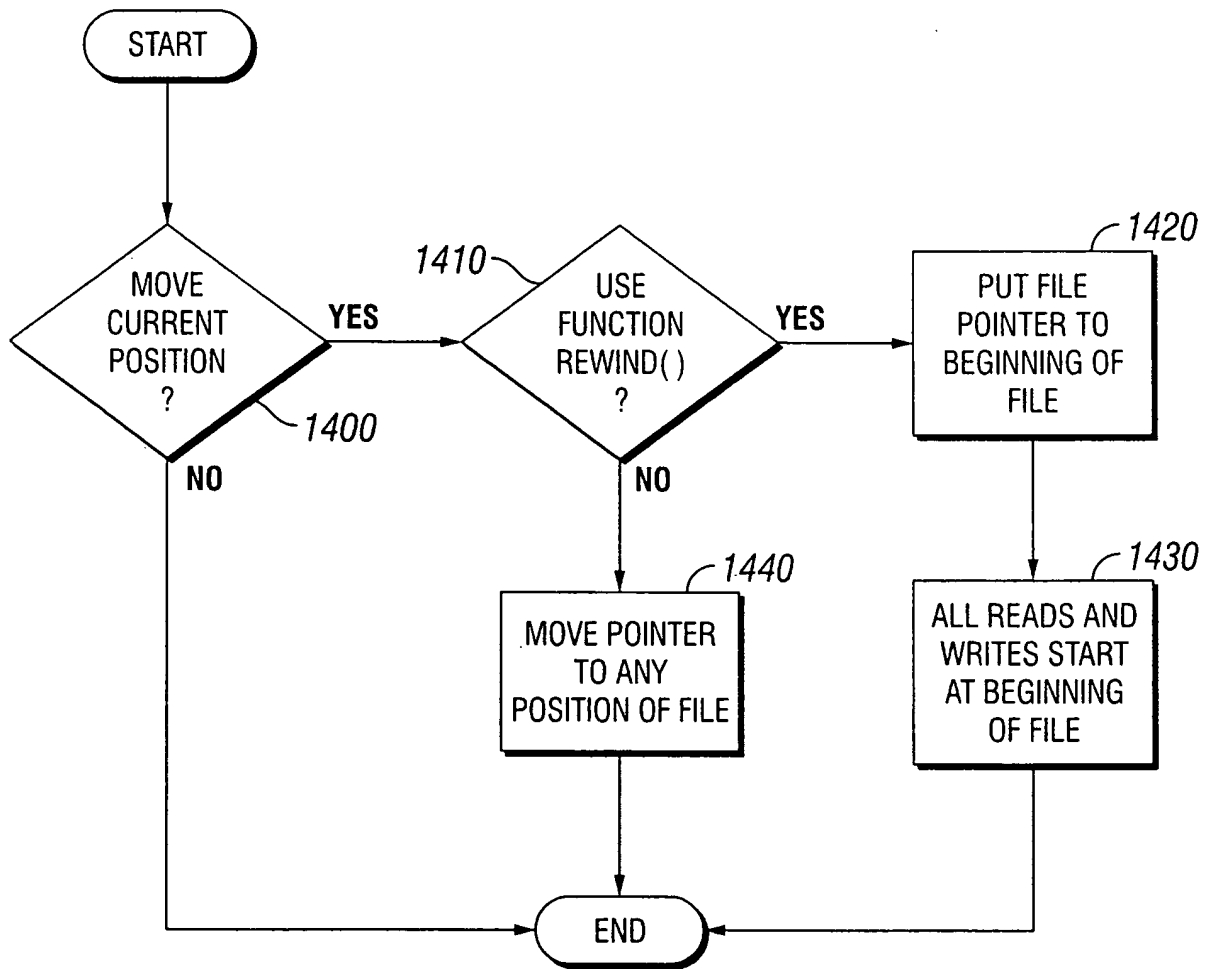 START
MOVE
CURRENT
POSITION
?
1400
YES
NO
1410
USE
FUNCTION
REWIND( )
?
YES
NO
1420
PUT FILE
POINTER TO
BEGINNING OF
FILE
1430
ALL READS AND
WRITES START
AT BEGINNING
OF FILE
1440
MOVE POINTER
TO ANY
POSITION OF FILE
END